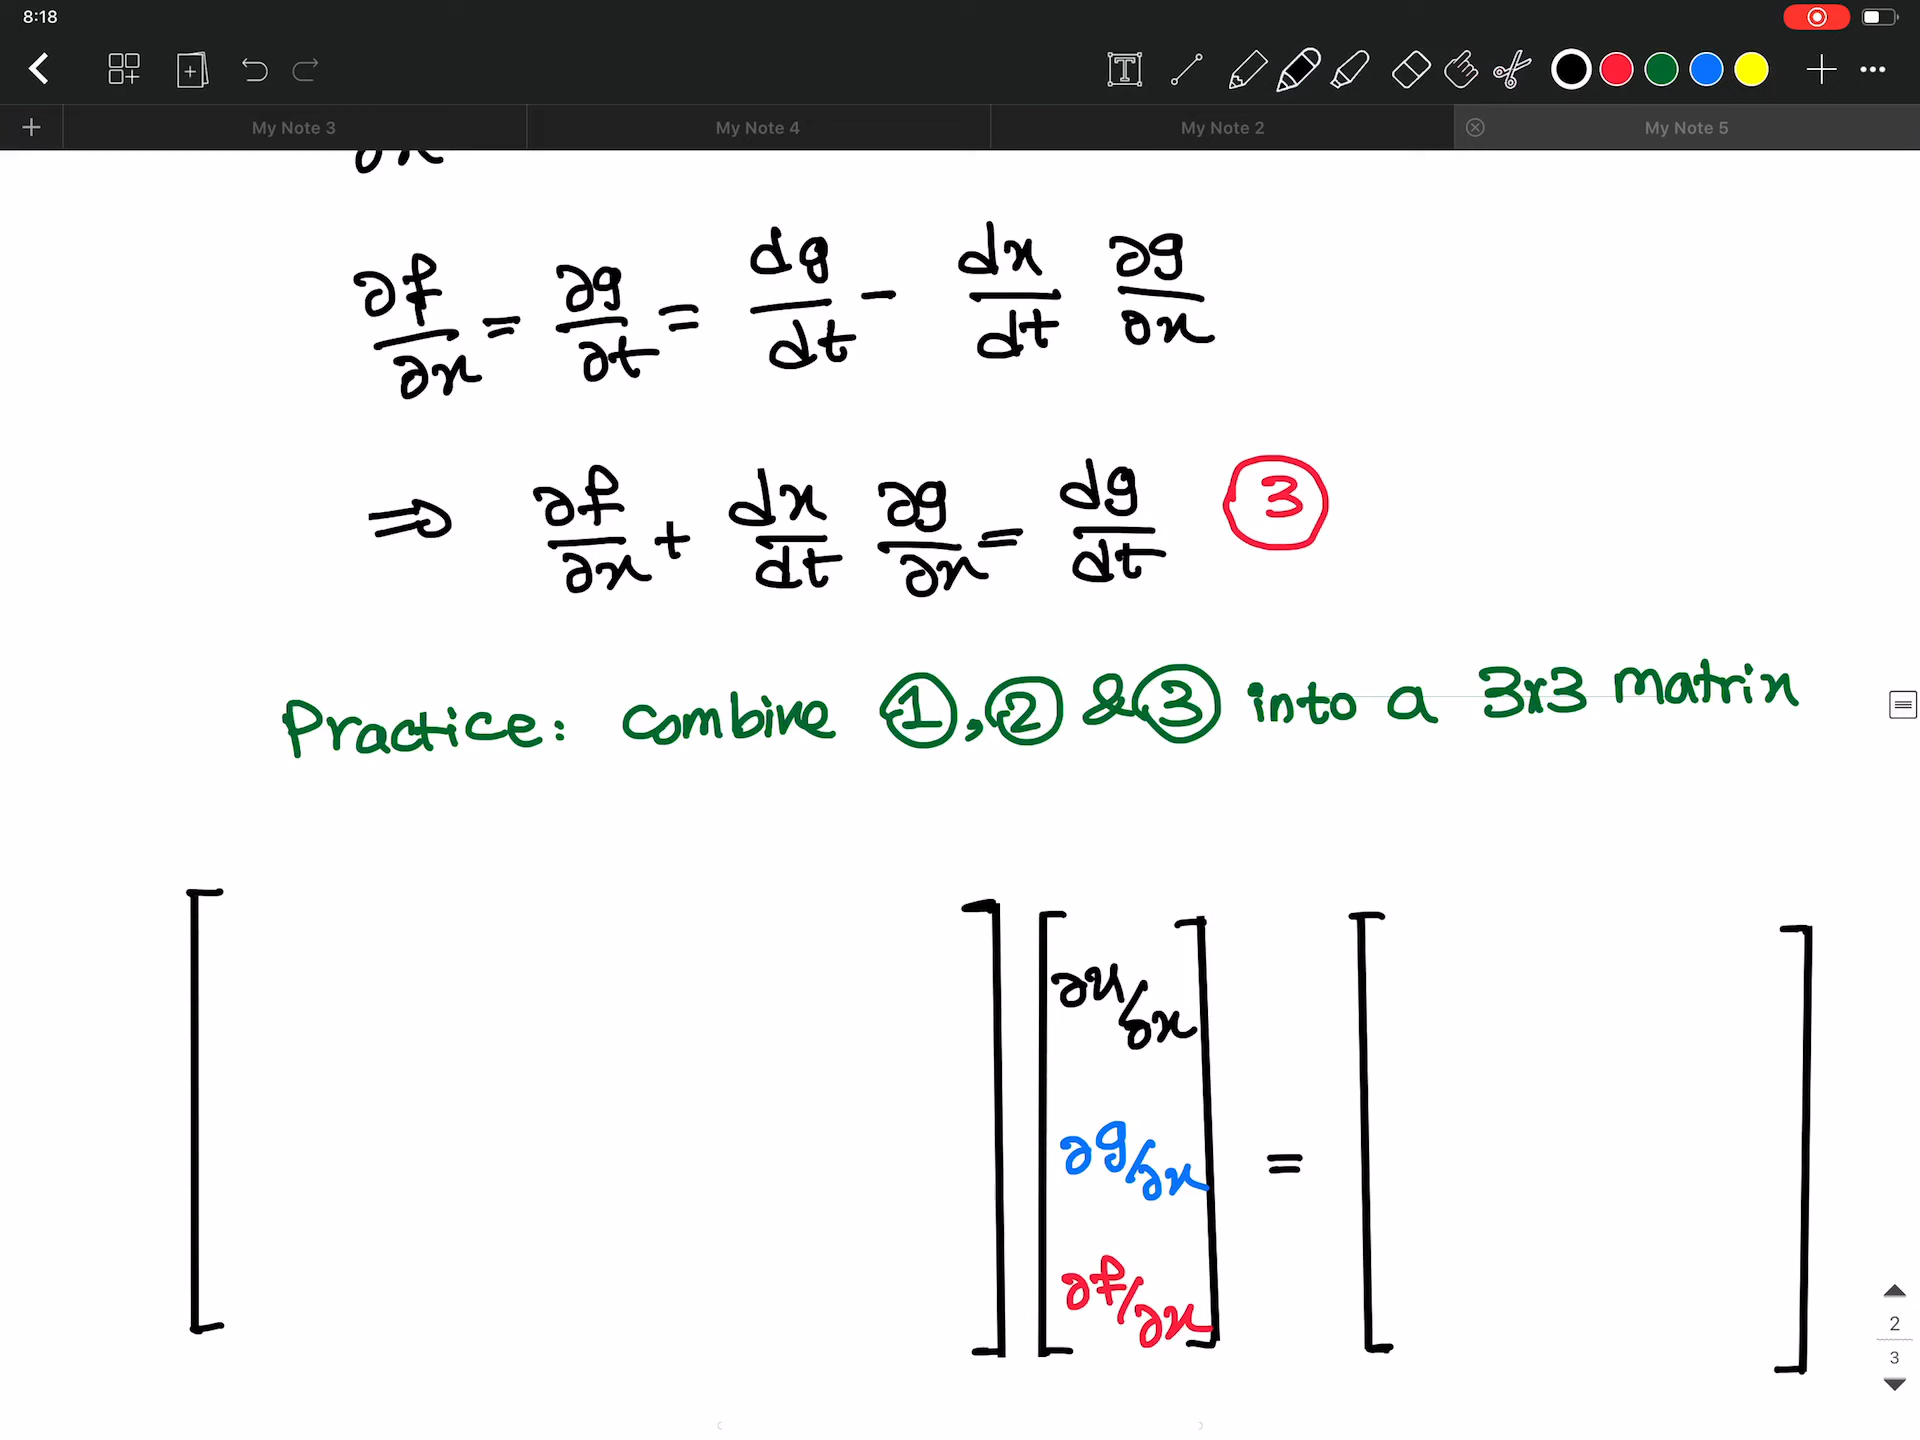 8:18
My Note 3 My Note 4 My Note 2 My Note 5
∂x
∂f/∂x = ∂g/∂t = dg/dt - dx/dt ∂g/∂x
⇒ ∂f/∂x + dx/dt ∂g/∂x = dg/dt ③
Practice: combine ①, ② & ③ into a 3x3 matrix
[ ] [ ∂u/∂x
∂g/∂x
∂f/∂x ] = [ ]
2
3